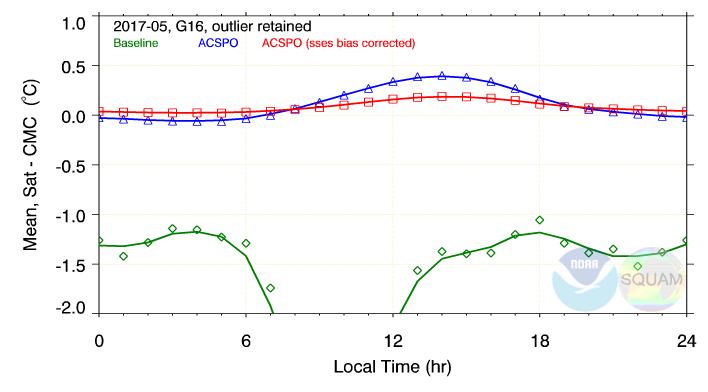 2017-05, G16, outlier retained
Baseline ACSPO ACSPO (sses bias corrected)
1.0
0.5
0.0
-0.5
-1.0
-1.5
-2.0
Mean, Sat - CMC (°C)
NOAA
SQUAM
0 6 12 18 24
Local Time (hr)